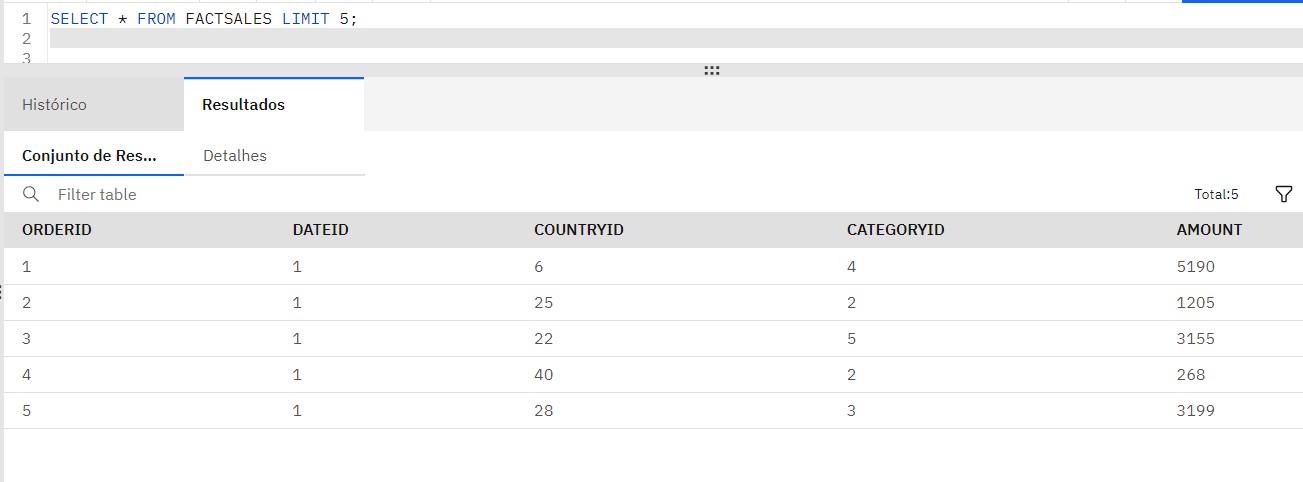 1 SELECT * FROM FACTSALES LIMIT 5;
2
3
Histórico Resultados
Conjunto de Res... Detalhes
Filter table Total:5
ORDERID DATEID COUNTRYID CATEGORYID AMOUNT
1 1 6 4 5190
2 1 25 2 1205
3 1 22 5 3155
4 1 40 2 268
5 1 28 3 3199